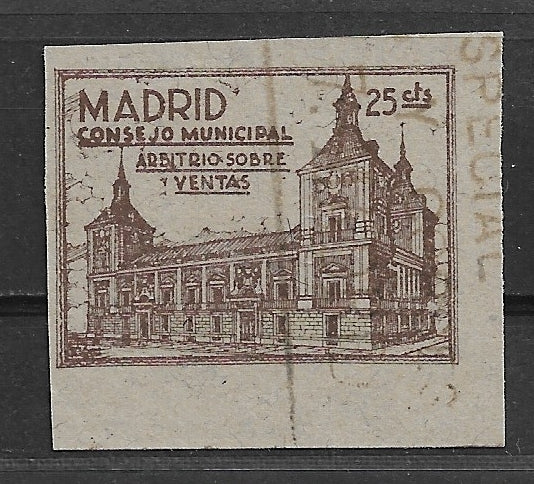 MADRID
25 cts
CONSEJO MUNICIPAL
ARBITRIO SOBRE
VENTAS
SPECIAL